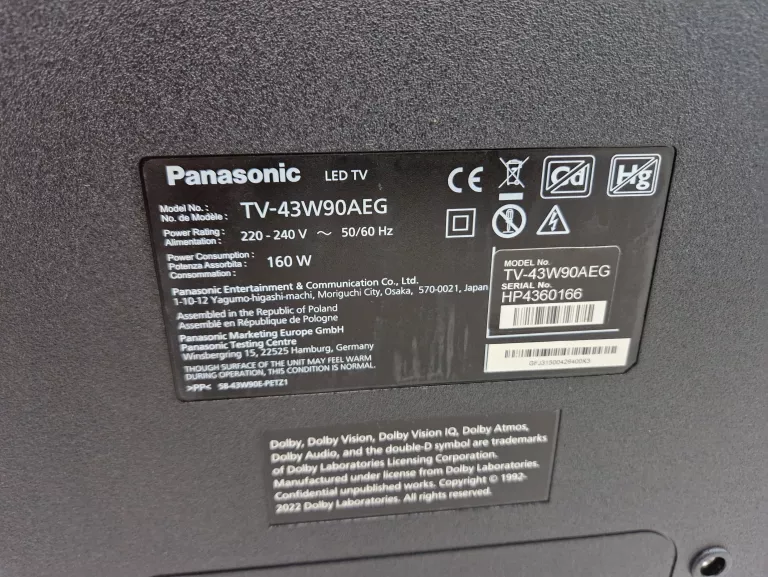 Panasonic LED TV
Model No. :
No. de Modèle :
TV-43W90AEG
Power Rating :
Alimentation :
220 - 240 V ～ 50/60 Hz
Power Consumption :
Potenza Assorbita :
Consommation :
160 W
Panasonic Entertainment & Communication Co., Ltd.
1-10-12 Yagumo-higashi-machi, Moriguchi City, Osaka, 570-0021, Japan
Assembled in the Republic of Poland
Assemblé en République de Pologne
Panasonic Marketing Europe GmbH
Panasonic Testing Centre
Winsbergring 15, 22525 Hamburg, Germany
THOUGH SURFACE OF THE UNIT MAY FEEL WARM
DURING OPERATION, THIS CONDITION IS NORMAL.
>PP< SB-43W90E-PETZ1
CE
Cd
Hg
MODEL No.
TV-43W90AEG
SERIAL No.
HP4360166
Dolby, Dolby Vision, Dolby Vision IQ, Dolby Atmos,
Dolby Audio, and the double-D symbol are trademarks
of Dolby Laboratories Licensing Corporation.
Manufactured under license from Dolby Laboratories.
Confidential unpublished works. Copyright © 1992-
2022 Dolby Laboratories. All rights reserved.